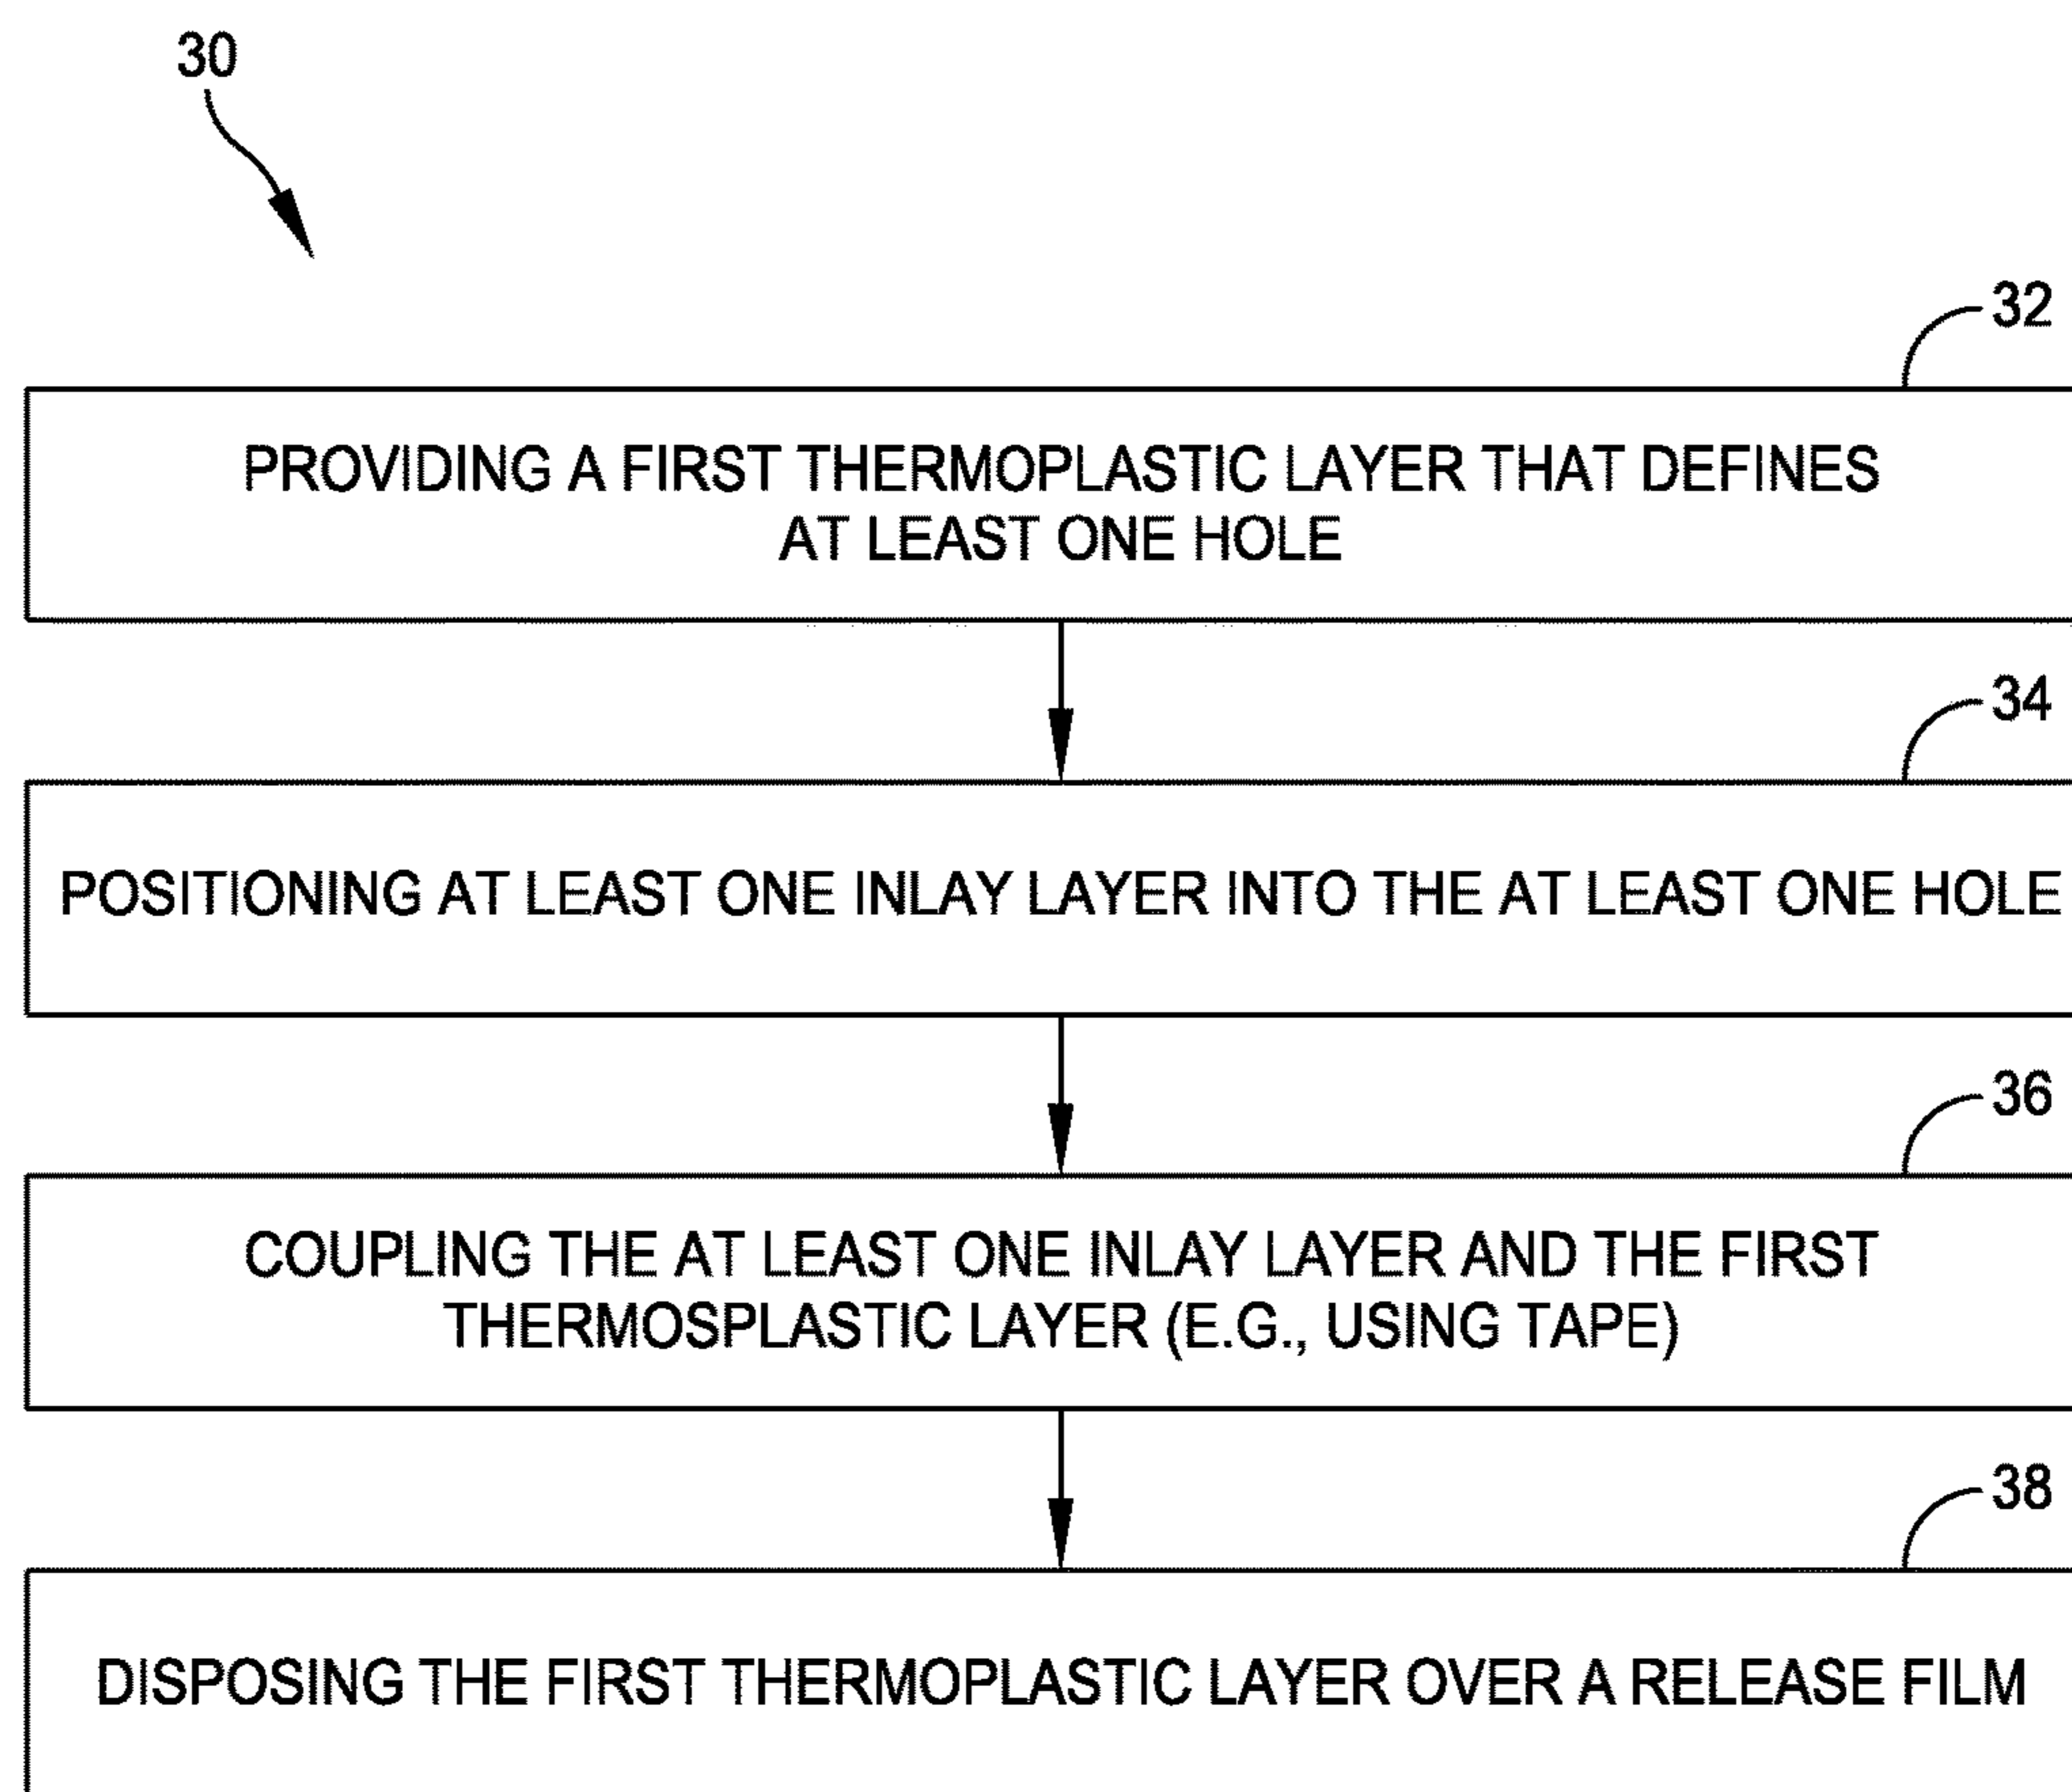 30
32
PROVIDING A FIRST THERMOPLASTIC LAYER THAT DEFINES
AT LEAST ONE HOLE
34
POSITIONING AT LEAST ONE INLAY LAYER INTO THE AT LEAST ONE HOLE
36
COUPLING THE AT LEAST ONE INLAY LAYER AND THE FIRST
THERMOSPLASTIC LAYER (E.G., USING TAPE)
38
DISPOSING THE FIRST THERMOPLASTIC LAYER OVER A RELEASE FILM